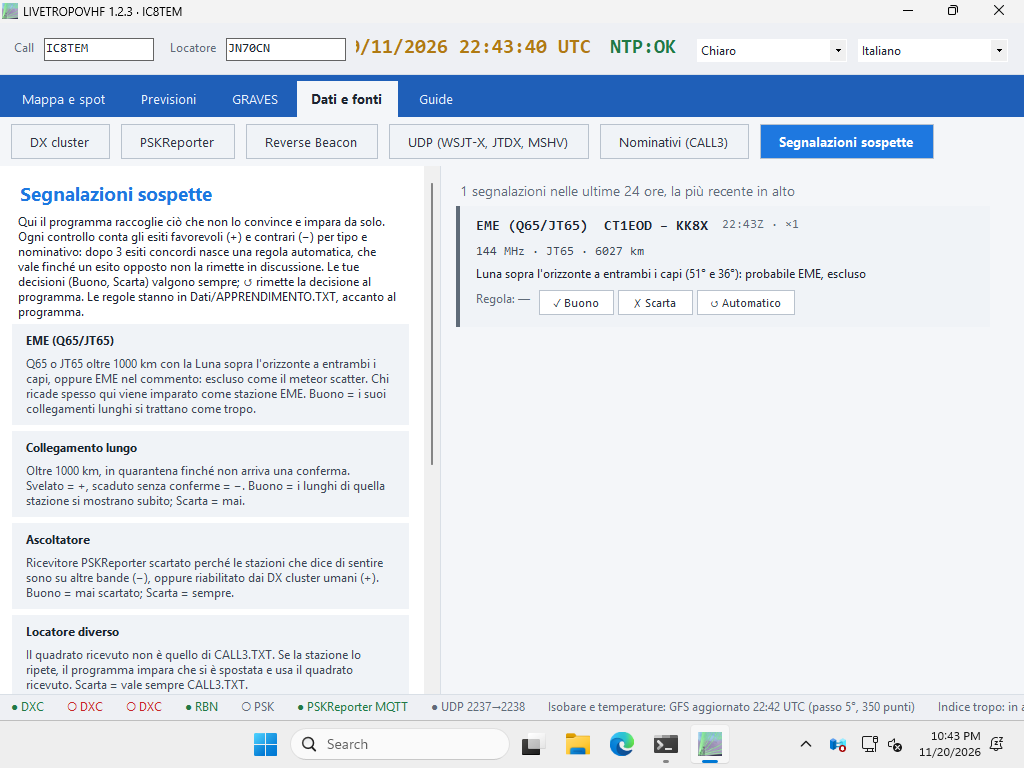 LIVETROPOVHF 1.2.3 · IC8TEM
Call IC8TEM Locatore JN70CN 0/11/2026 22:43:40 UTC NTP:OK Chiaro Italiano
Mappa e spot Previsioni GRAVES Dati e fonti Guide
DX cluster PSKReporter Reverse Beacon UDP (WSJT-X, JTDX, MSHV) Nominativi (CALL3) Segnalazioni sospette
Segnalazioni sospette
Qui il programma raccoglie ciò che non lo convince e impara da solo.
Ogni controllo conta gli esiti favorevoli (+) e contrari (−) per tipo e
nominativo: dopo 3 esiti concordi nasce una regola automatica, che
vale finché un esito opposto non la rimette in discussione. Le tue
decisioni (Buono, Scarta) valgono sempre; ↺ rimette la decisione al
programma. Le regole stanno in Dati/APPRENDIMENTO.TXT, accanto al
programma.
EME (Q65/JT65)
Q65 o JT65 oltre 1000 km con la Luna sopra l'orizzonte a entrambi i
capi, oppure EME nel commento: escluso come il meteor scatter. Chi
ricade spesso qui viene imparato come stazione EME. Buono = i suoi
collegamenti lunghi si trattano come tropo.
Collegamento lungo
Oltre 1000 km, in quarantena finché non arriva una conferma.
Svelato = +, scaduto senza conferme = −. Buono = i lunghi di quella
stazione si mostrano subito; Scarta = mai.
Ascoltatore
Ricevitore PSKReporter scartato perché le stazioni che dice di sentire
sono su altre bande (−), oppure riabilitato dai DX cluster umani (+).
Buono = mai scartato; Scarta = sempre.
Locatore diverso
Il quadrato ricevuto non è quello di CALL3.TXT. Se la stazione lo
ripete, il programma impara che si è spostata e usa il quadrato
ricevuto. Scarta = vale sempre CALL3.TXT.
1 segnalazioni nelle ultime 24 ore, la più recente in alto
EME (Q65/JT65) CT1EOD – KK8X 22:43Z · ×1
144 MHz · JT65 · 6027 km
Luna sopra l'orizzonte a entrambi i capi (51° e 36°): probabile EME, escluso
Regola: — ✓ Buono ✗ Scarta ↺ Automatico
● DXC ○ DXC ○ DXC ● RBN ○ PSK ● PSKReporter MQTT ● UDP 2237→2238 Isobare e temperature: GFS aggiornato 22:42 UTC (passo 5°, 350 punti) Indice tropo: in a
Search
10:43 PM
11/20/2026